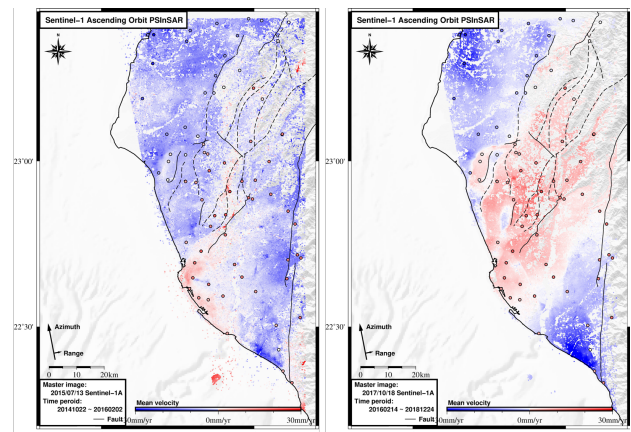 Sentinel-1 Ascending Orbit PSInSAR
N
23°00'
22°30'
Azimuth
Range
0 10 20km
Master image:
2015/07/13 Sentinel-1A
Time peroid:
20141022 ~ 20160202
Fault
Mean velocity
0mm/yr 0mm/yr 30mm/yr
Sentinel-1 Ascending Orbit PSInSAR
N
23°00'
22°30'
Azimuth
Range
0 10 20km
Master image:
2017/10/18 Sentinel-1A
Time peroid:
20160214 ~ 20181224
Fault
Mean velocity
0mm/yr 0mm/yr 30mm/yr